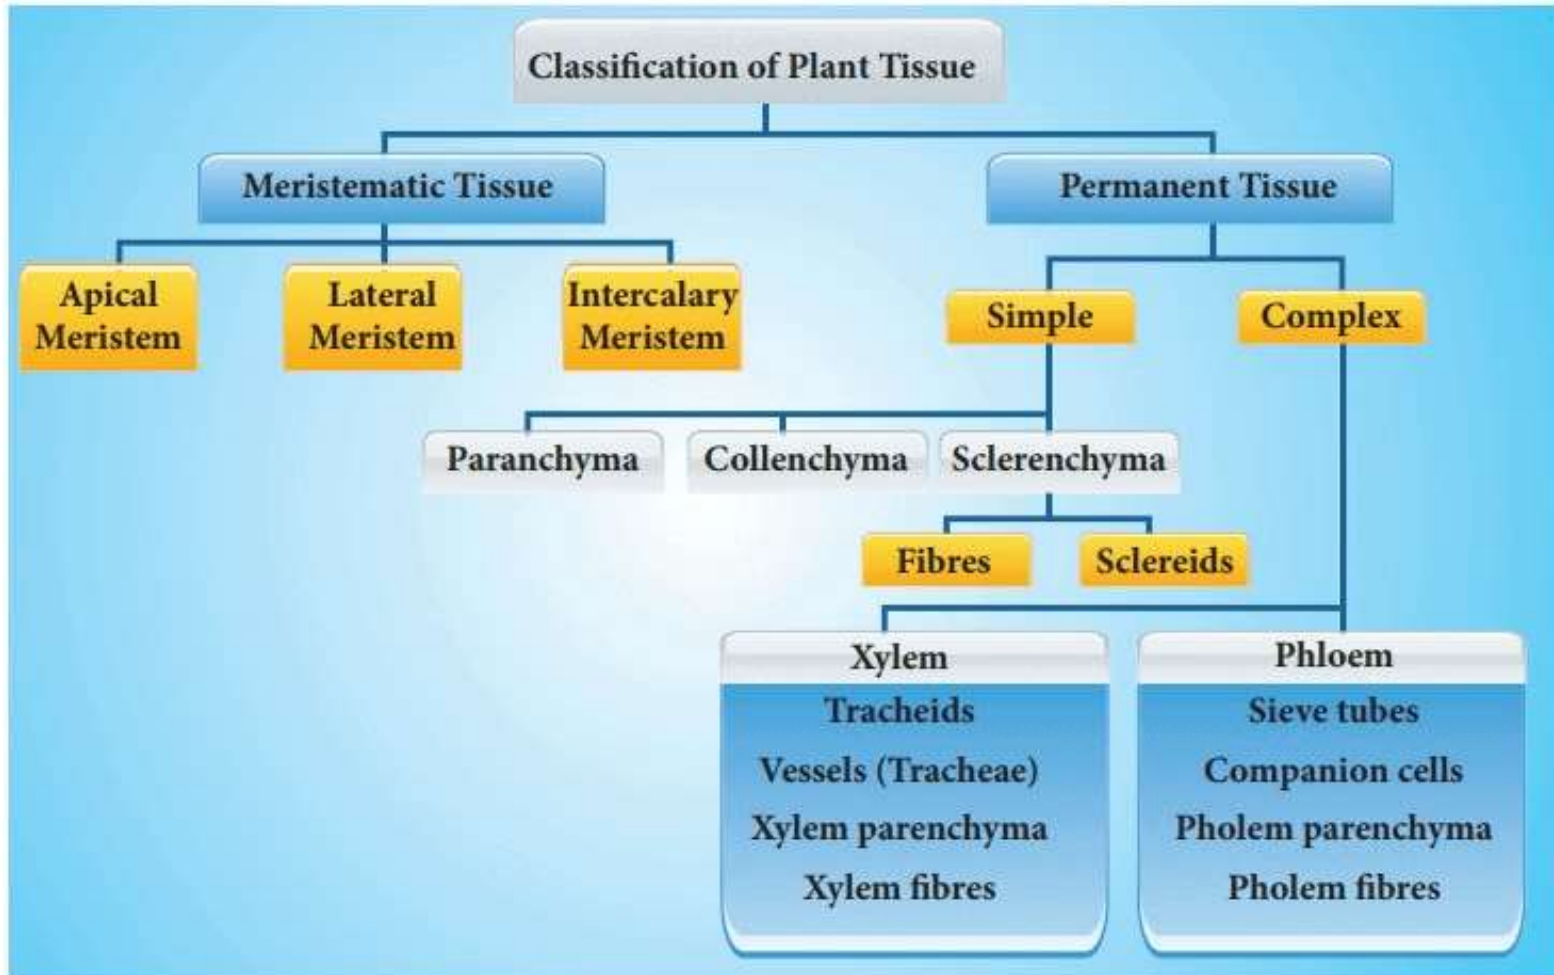 Classification of Plant Tissue
Meristematic Tissue
Permanent Tissue
Apical
Meristem
Lateral
Meristem
Intercalary
Meristem
Simple
Complex
Paranchyma
Collenchyma
Sclerenchyma
Fibres
Sclereids
Xylem
Tracheids
Vessels (Tracheae)
Xylem parenchyma
Xylem fibres
Phloem
Sieve tubes
Companion cells
Pholem parenchyma
Pholem fibres